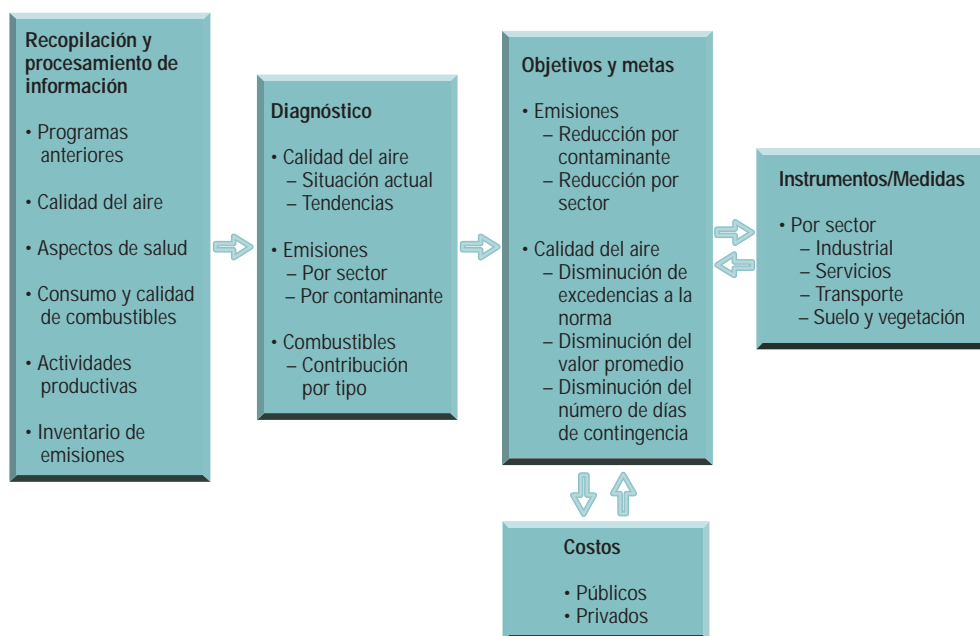 Recopilación y
procesamiento de
información
• Programas
anteriores
• Calidad del aire
• Aspectos de salud
• Consumo y calidad
de combustibles
• Actividades
productivas
• Inventario de
emisiones
Diagnóstico
• Calidad del aire
– Situación actual
– Tendencias
• Emisiones
– Por sector
– Por contaminante
• Combustibles
– Contribución
por tipo
Objetivos y metas
• Emisiones
– Reducción por
contaminante
– Reducción por
sector
• Calidad del aire
– Disminución de
excedencias a la
norma
– Disminución del
valor promedio
– Disminución del
número de días
de contingencia
Instrumentos/Medidas
• Por sector
– Industrial
– Servicios
– Transporte
– Suelo y vegetación
Costos
• Públicos
• Privados